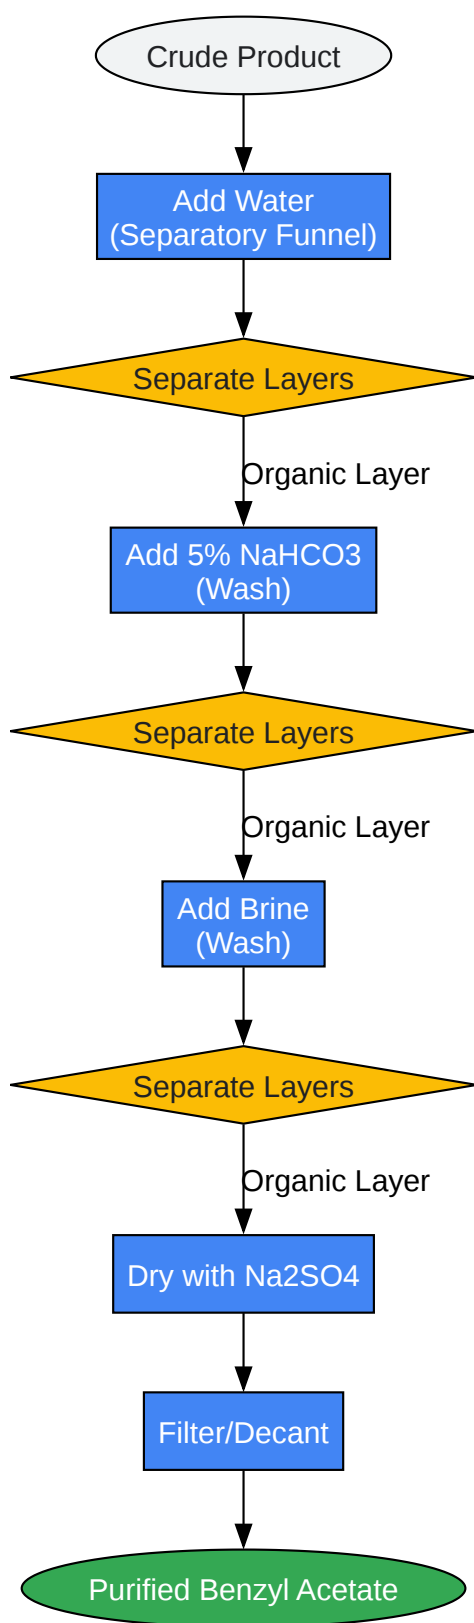 Crude Product
Add Water
(Separatory Funnel)
Separate Layers
Organic Layer
Add 5% NaHCO3
(Wash)
Separate Layers
Organic Layer
Add Brine
(Wash)
Separate Layers
Organic Layer
Dry with Na2SO4
Filter/Decant
Purified Benzyl Acetate